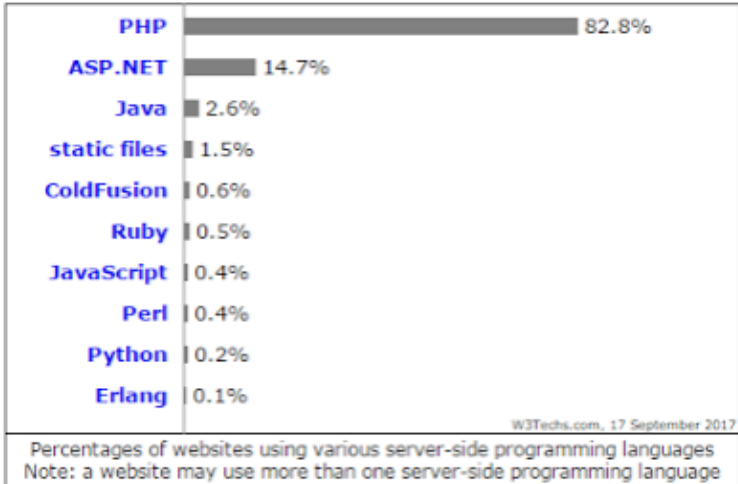 PHP 82.8%
ASP.NET 14.7%
Java 2.6%
static files 1.5%
ColdFusion 0.6%
Ruby 0.5%
JavaScript 0.4%
Perl 0.4%
Python 0.2%
Erlang 0.1%
W3Techs.com, 17 September 2017
Percentages of websites using various server-side programming languages
Note: a website may use more than one server-side programming language